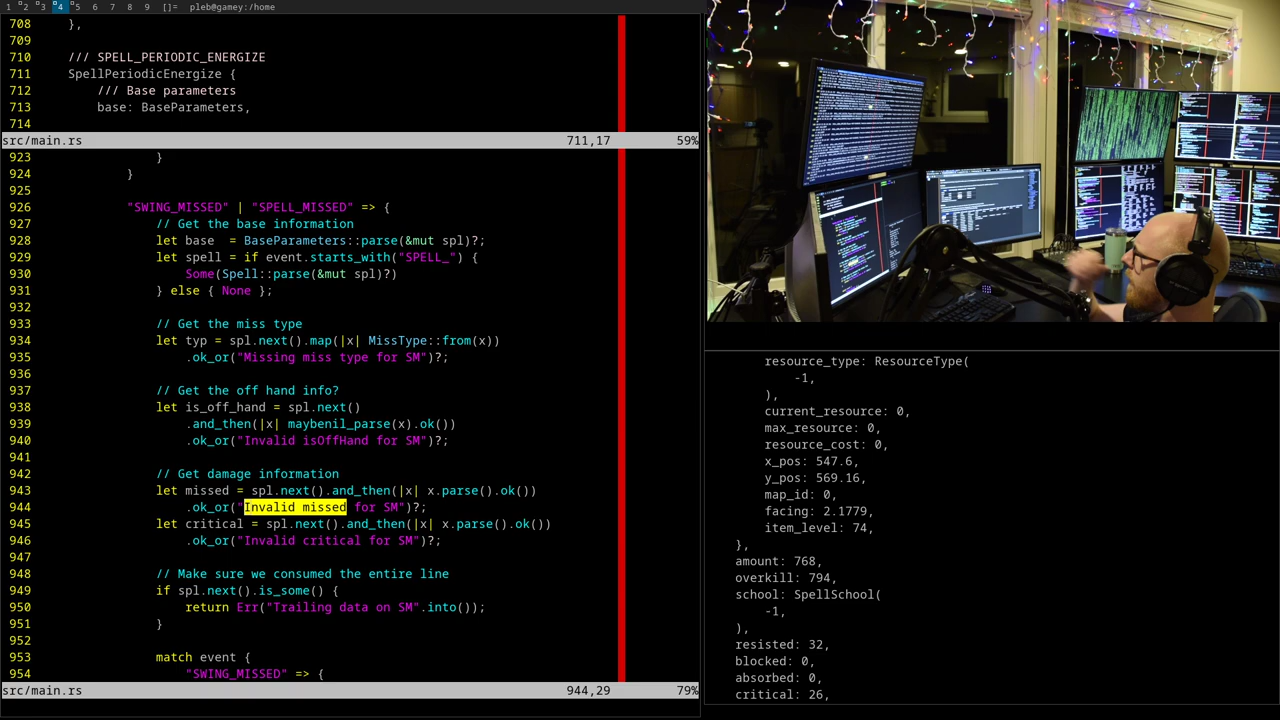 1 2 3 4 5 6 7 8 9 []= pleb@gamey:/home
708 },
709
710 /// SPELL_PERIODIC_ENERGIZE
711 SpellPeriodicEnergize {
712 /// Base parameters
713 base: BaseParameters,
714
src/main.rs 711,17 59%
923 }
924 }
925
926 "SWING_MISSED" | "SPELL_MISSED" => {
927 // Get the base information
928 let base  = BaseParameters::parse(&mut spl)?;
929 let spell = if event.starts_with("SPELL_") {
930 Some(Spell::parse(&mut spl)?)
931 } else { None };
932
933 // Get the miss type
934 let typ = spl.next().map(|x| MissType::from(x))
935 .ok_or("Missing miss type for SM")?;
936
937 // Get the off hand info?
938 let is_off_hand = spl.next()
939 .and_then(|x| maybenil_parse(x).ok())
940 .ok_or("Invalid isOffHand for SM")?;
941
942 // Get damage information
943 let missed = spl.next().and_then(|x| x.parse().ok())
944 .ok_or("Invalid missed for SM")?;
945 let critical = spl.next().and_then(|x| x.parse().ok())
946 .ok_or("Invalid critical for SM")?;
947
948 // Make sure we consumed the entire line
949 if spl.next().is_some() {
950 return Err("Trailing data on SM".into());
951 }
952
953 match event {
954 "SWING_MISSED" => {
src/main.rs 944,29 79%
resource_type: ResourceType(
-1,
),
current_resource: 0,
max_resource: 0,
resource_cost: 0,
x_pos: 547.6,
y_pos: 569.16,
map_id: 0,
facing: 2.1779,
item_level: 74,
},
amount: 768,
overkill: 794,
school: SpellSchool(
-1,
),
resisted: 32,
blocked: 0,
absorbed: 0,
critical: 26,